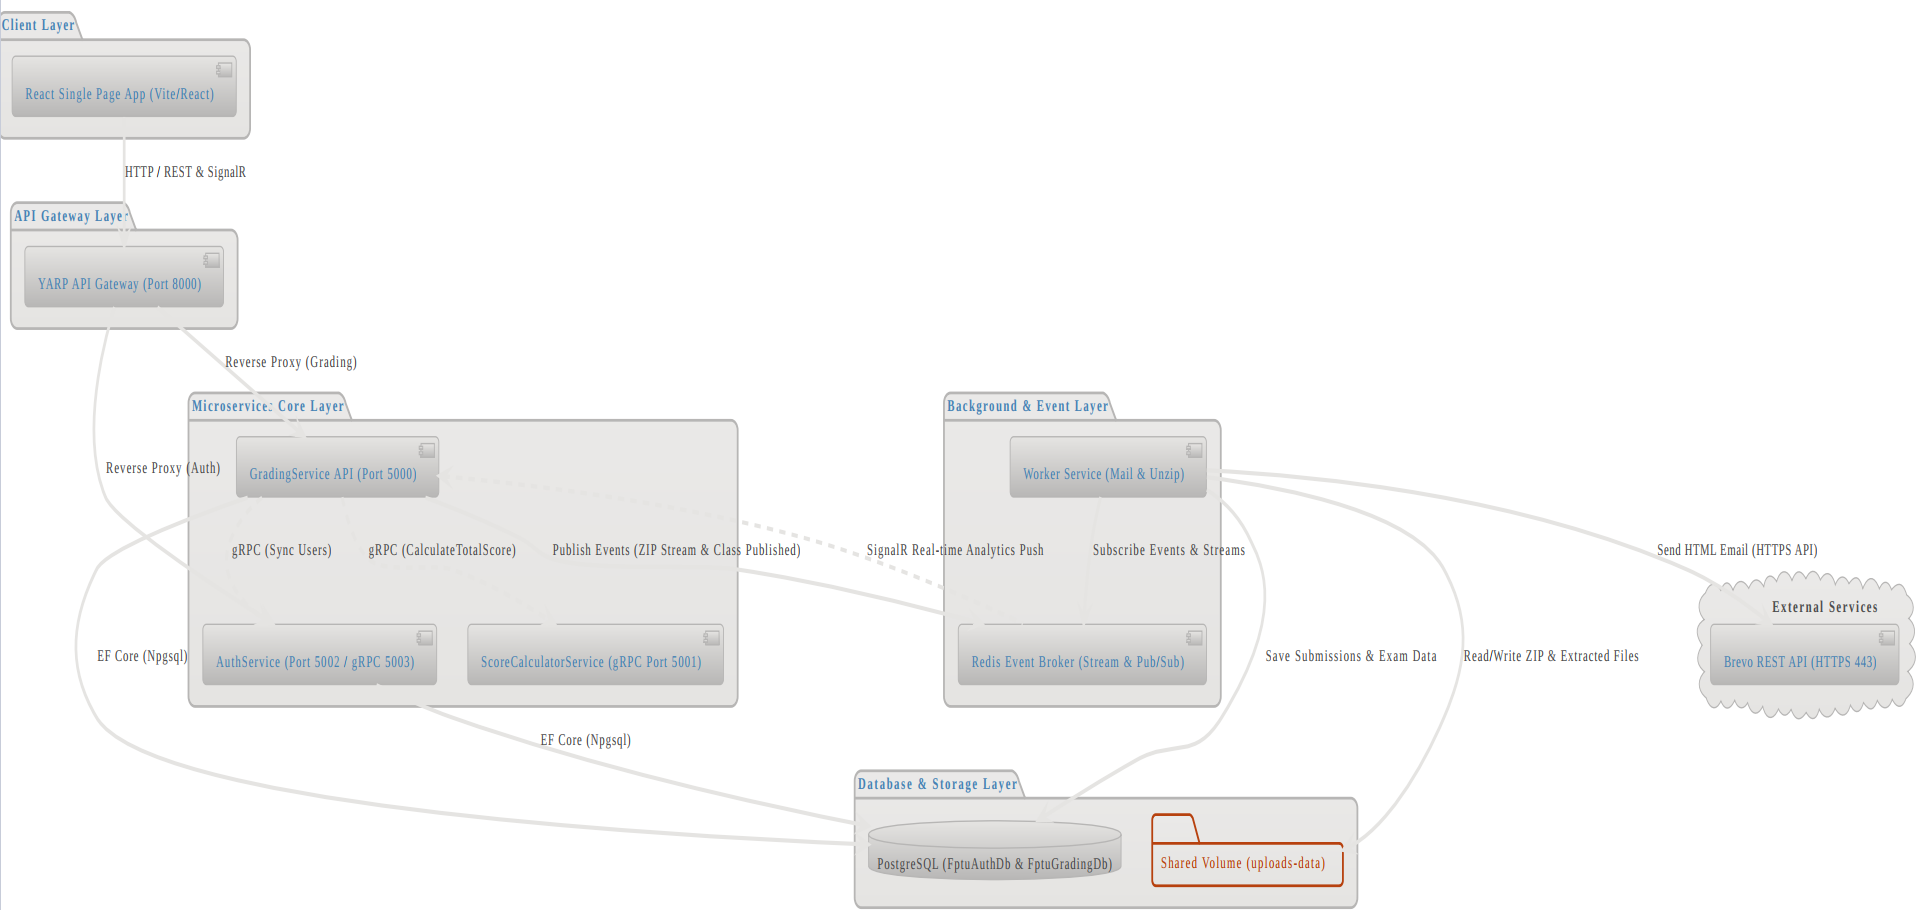 Client Layer
React Single Page App (Vite/React)
HTTP / REST & SignalR
API Gateway Layer
YARP API Gateway (Port 8000)
Reverse Proxy (Grading)
Microservices Core Layer
Background & Event Layer
Reverse Proxy (Auth)
GradingService API (Port 5000)
Worker Service (Mail & Unzip)
gRPC (Sync Users)
gRPC (CalculateTotalScore)
Publish Events (ZIP Stream & Class Published)
SignalR Real-time Analytics Push
Subscribe Events & Streams
Send HTML Email (HTTPS API)
External Services
EF Core (Npgsql)
AuthService (Port 5002 / gRPC 5003)
ScoreCalculatorService (gRPC Port 5001)
Redis Event Broker (Stream & Pub/Sub)
Save Submissions & Exam Data
Read/Write ZIP & Extracted Files
Brevo REST API (HTTPS 443)
EF Core (Npgsql)
Database & Storage Layer
PostgreSQL (FptuAuthDb & FptuGradingDb)
Shared Volume (uploads-data)